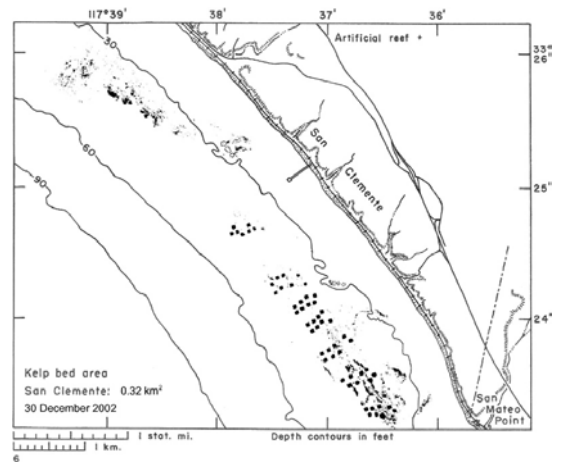 117°39' 38' 37' 36'
Artificial reef +
33°
26'
30
San
Clemente
60
90
25'
24'
Kelp bed area
San Clemente: 0.32 km²
30 December 2002
San
Mateo
Point
1 stat. mi.
Depth contours in feet
1 km.
6